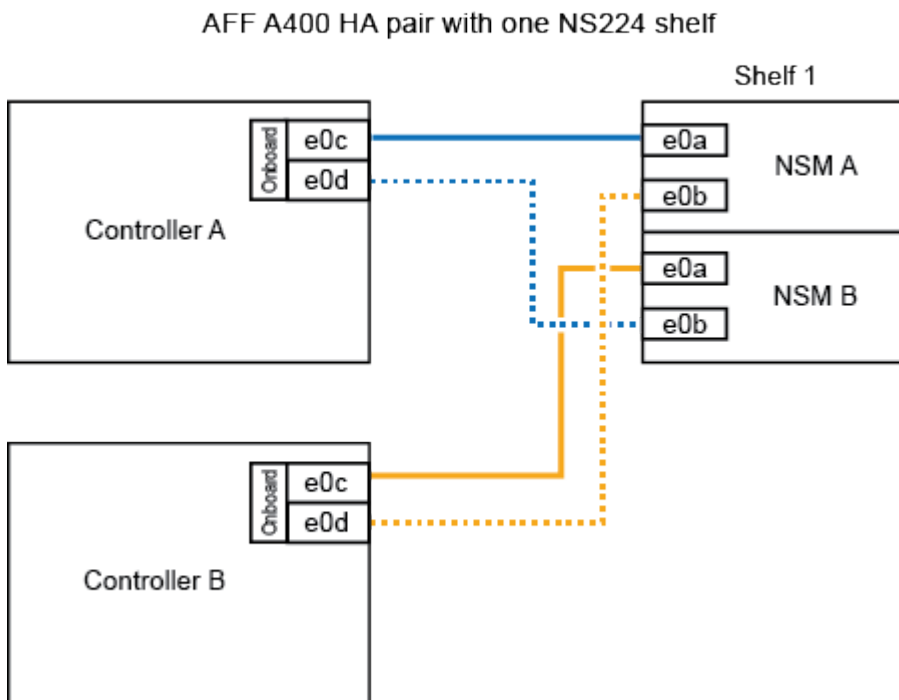 AFF A400 HA pair with one NS224 shelf
Shelf 1
Onboard
e0c
e0d
Controller A
e0a
e0b
NSM A
e0a
e0b
NSM B
Onboard
e0c
e0d
Controller B